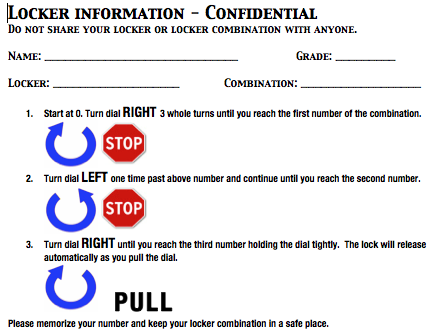 LOCKER INFORMATION – CONFIDENTIAL
DO NOT SHARE YOUR LOCKER OR LOCKER COMBINATION WITH ANYONE.
NAME: ______________________ GRADE: _________
LOCKER: ___________________ COMBINATION: __________________
1. Start at 0. Turn dial RIGHT 3 whole turns until you reach the first number of the combination.
STOP
2. Turn dial LEFT one time past above number and continue until you reach the second number.
STOP
3. Turn dial RIGHT until you reach the third number holding the dial tightly. The lock will release
automatically as you pull the dial.
PULL
Please memorize your number and keep your locker combination in a safe place.